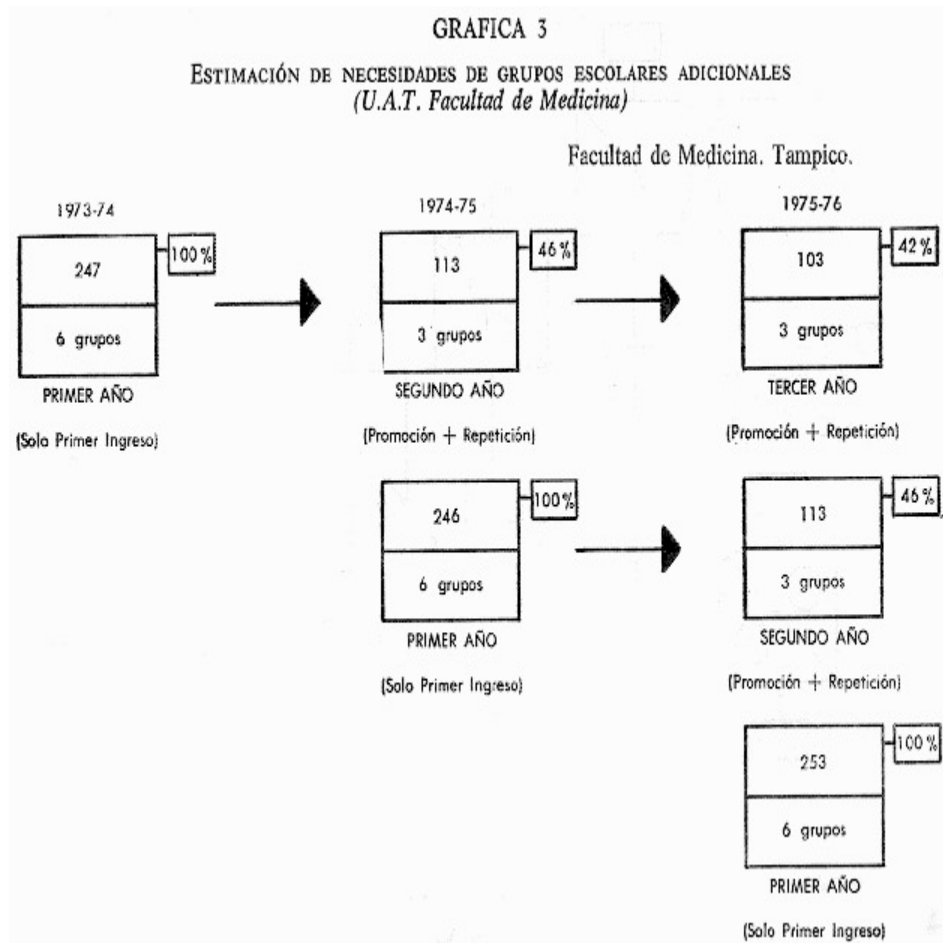 GRAFICA 3
ESTIMACIÓN DE NECESIDADES DE GRUPOS ESCOLARES ADICIONALES
(U.A.T. Facultad de Medicina)
Facultad de Medicina. Tampico.
1973-74
247
100%
6 grupos
PRIMER AÑO
(Solo Primer Ingreso)
1974-75
113
46%
3 grupos
SEGUNDO AÑO
(Promoción + Repetición)
1975-76
103
42%
3 grupos
TERCER AÑO
(Promoción + Repetición)
246
100%
6 grupos
PRIMER AÑO
(Solo Primer Ingreso)
113
46%
3 grupos
SEGUNDO AÑO
(Promoción + Repetición)
253
100%
6 grupos
PRIMER AÑO
(Solo Primer Ingreso)